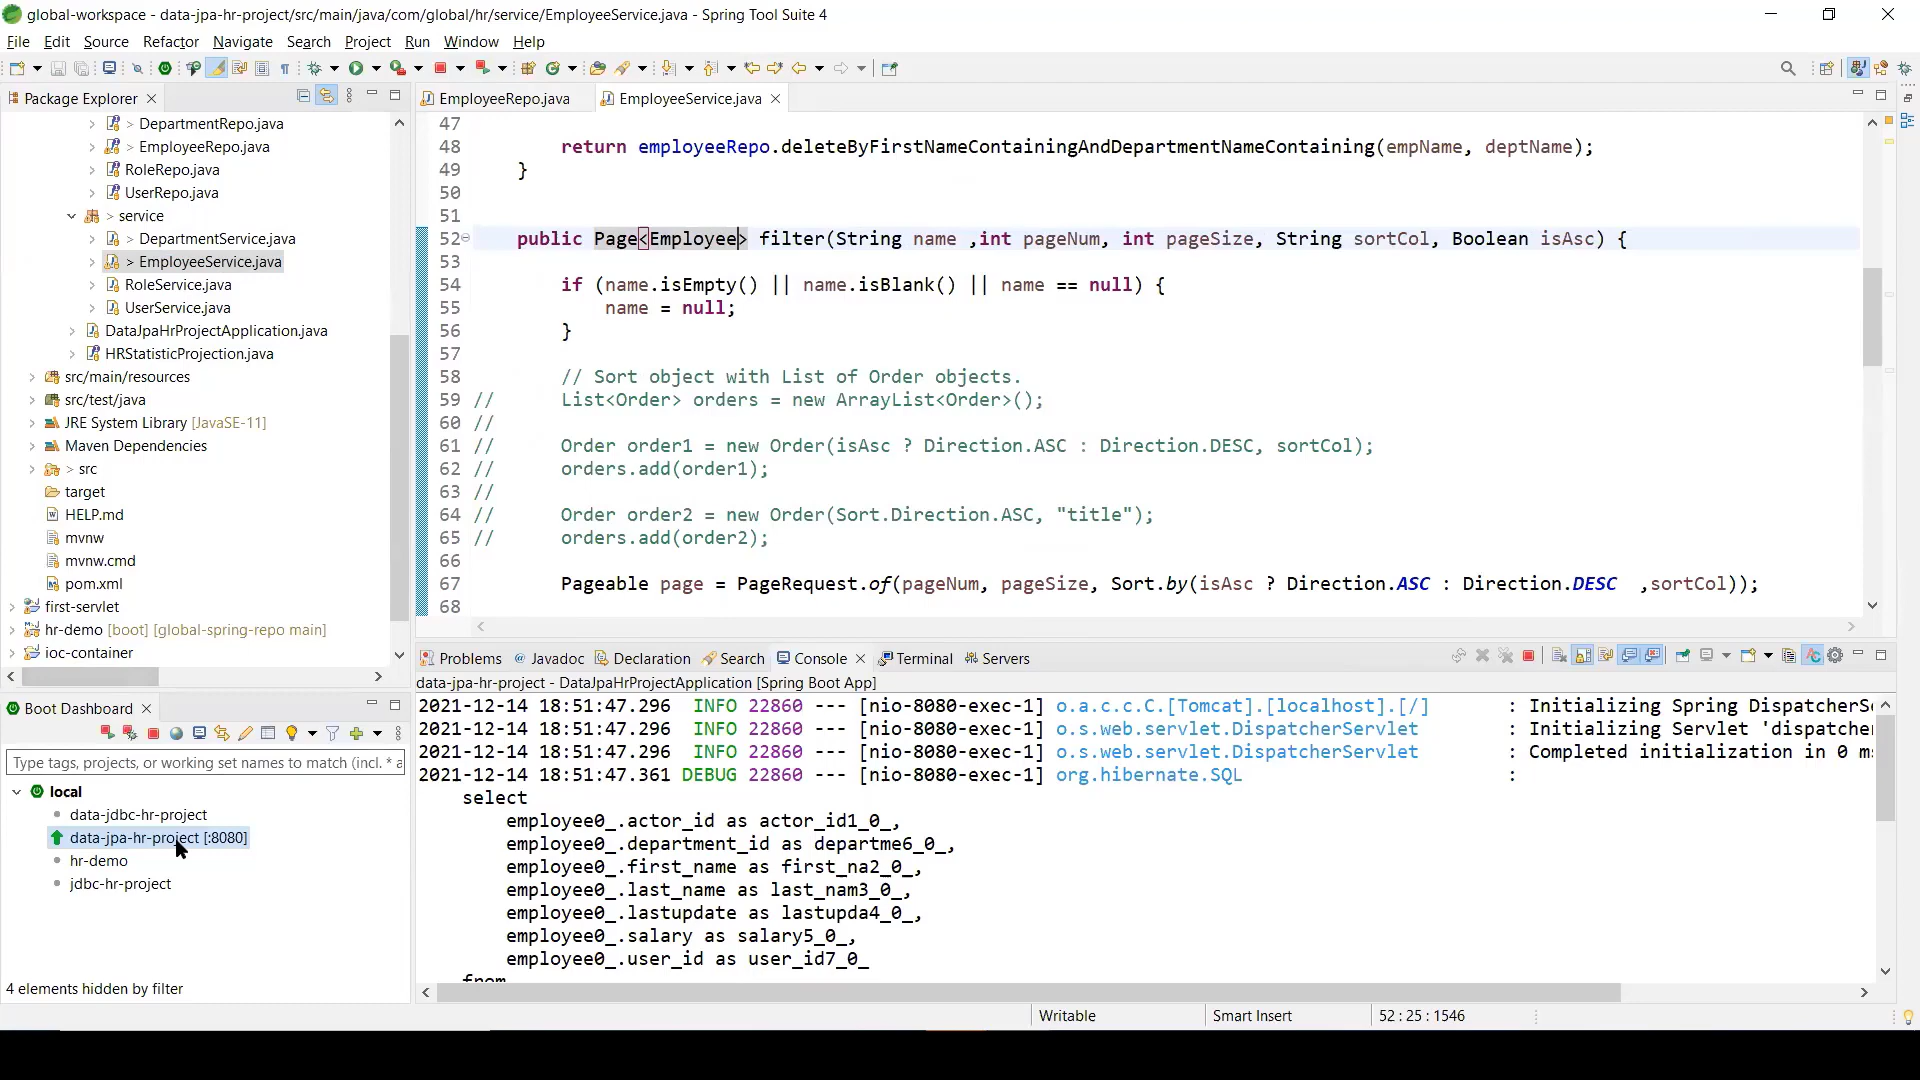 global-workspace - data-jpa-hr-project/src/main/java/com/global/hr/service/EmployeeService.java - Spring Tool Suite 4
File Edit Source Refactor Navigate Search Project Run Window Help
Package Explorer
> DepartmentRepo.java
> EmployeeRepo.java
RoleRepo.java
UserRepo.java
> service
> DepartmentService.java
> EmployeeService.java
RoleService.java
UserService.java
DataJpaHrProjectApplication.java
HRStatisticProjection.java
src/main/resources
src/test/java
JRE System Library [JavaSE-11]
Maven Dependencies
> src
target
HELP.md
mvnw
mvnw.cmd
pom.xml
first-servlet
hr-demo [boot] [global-spring-repo main]
ioc-container
Boot Dashboard
Type tags, projects, or working set names to match (incl. * a
local
data-jdbc-hr-project
data-jpa-hr-project [:8080]
hr-demo
jdbc-hr-project
4 elements hidden by filter
EmployeeRepo.java EmployeeService.java
47
48 return employeeRepo.deleteByFirstNameContainingAndDepartmentNameContaining(empName, deptName);
49 }
50
51
52 public Page<Employee> filter(String name ,int pageNum, int pageSize, String sortCol, Boolean isAsc) {
53
54 if (name.isEmpty() || name.isBlank() || name == null) {
55 name = null;
56 }
57
58 // Sort object with List of Order objects.
59 // List<Order> orders = new ArrayList<Order>();
60 //
61 // Order order1 = new Order(isAsc ? Direction.ASC : Direction.DESC, sortCol);
62 // orders.add(order1);
63 //
64 // Order order2 = new Order(Sort.Direction.ASC, "title");
65 // orders.add(order2);
66
67 Pageable page = PageRequest.of(pageNum, pageSize, Sort.by(isAsc ? Direction.ASC : Direction.DESC ,sortCol));
68
Problems Javadoc Declaration Search Console Terminal Servers
data-jpa-hr-project - DataJpaHrProjectApplication [Spring Boot App]
2021-12-14 18:51:47.296 INFO 22860 --- [nio-8080-exec-1] o.a.c.c.C.[Tomcat].[localhost].[/] : Initializing Spring DispatcherS
2021-12-14 18:51:47.296 INFO 22860 --- [nio-8080-exec-1] o.s.web.servlet.DispatcherServlet : Initializing Servlet 'dispatche
2021-12-14 18:51:47.296 INFO 22860 --- [nio-8080-exec-1] o.s.web.servlet.DispatcherServlet : Completed initialization in 0 m
2021-12-14 18:51:47.361 DEBUG 22860 --- [nio-8080-exec-1] org.hibernate.SQL :
select
employee0_.actor_id as actor_id1_0_,
employee0_.department_id as departme6_0_,
employee0_.first_name as first_na2_0_,
employee0_.last_name as last_nam3_0_,
employee0_.lastupdate as lastupda4_0_,
employee0_.salary as salary5_0_,
employee0_.user_id as user_id7_0_
from
Writable Smart Insert 52 : 25 : 1546